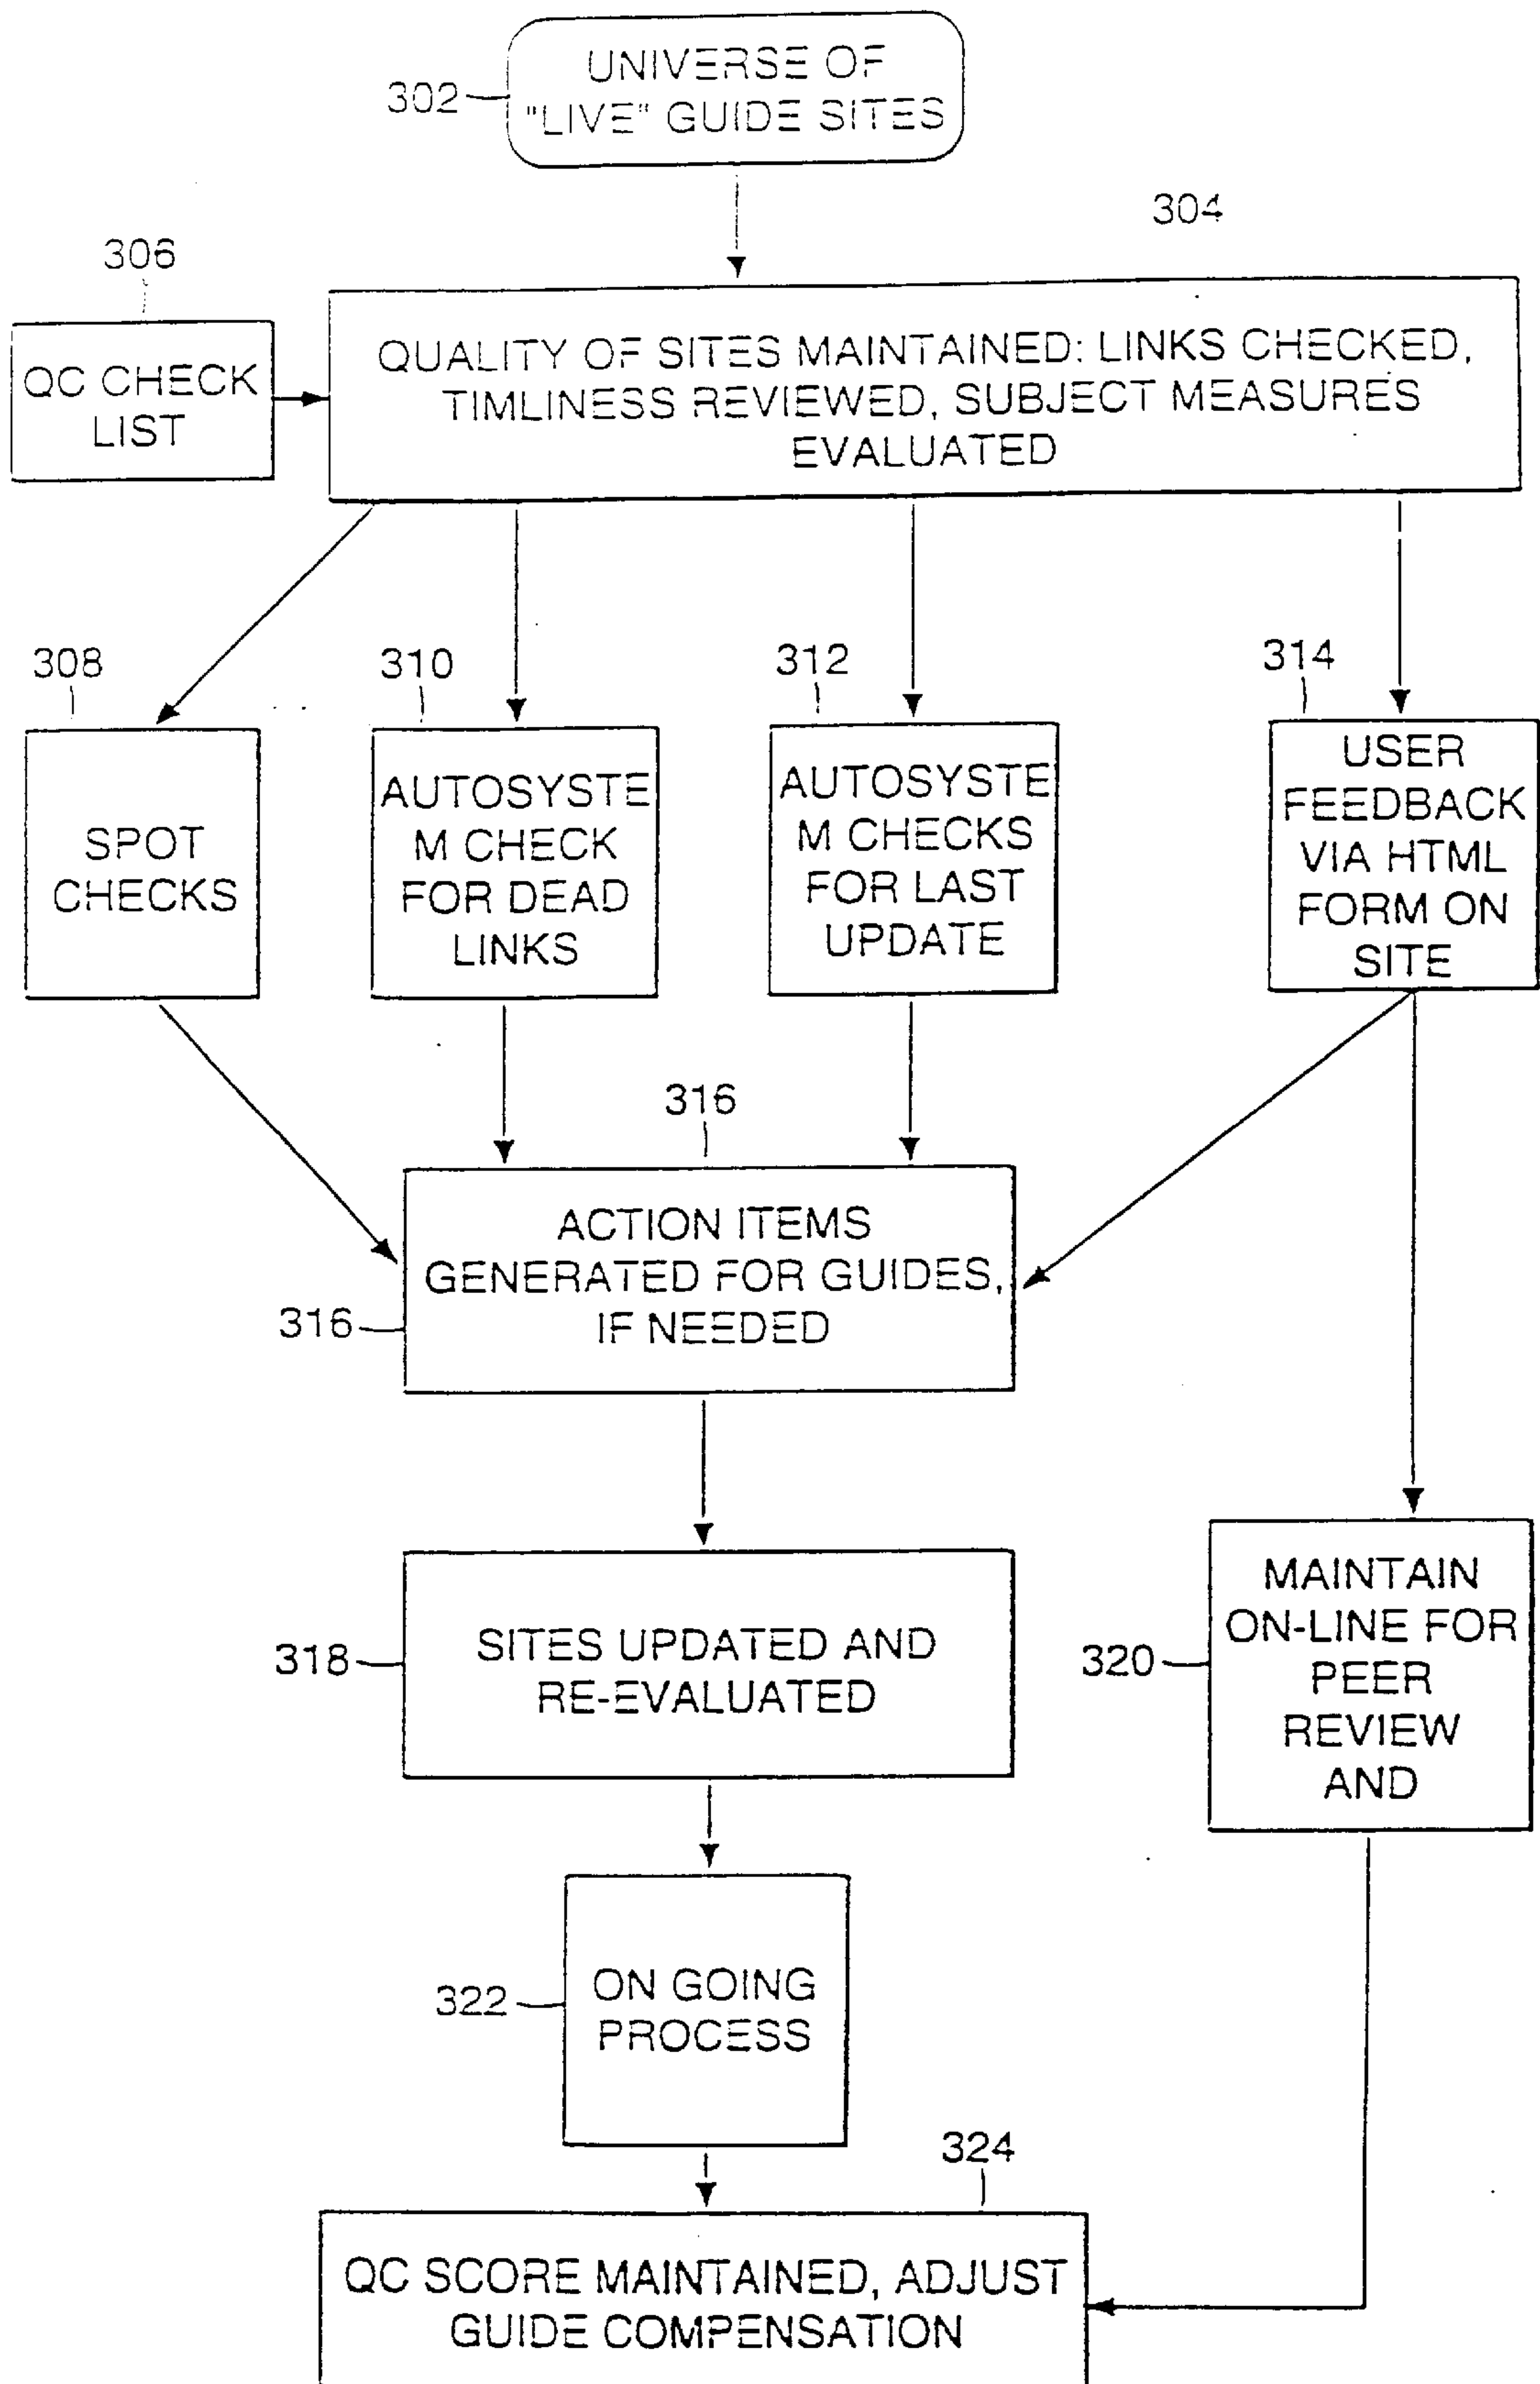 UNIVERSE OF
"LIVE" GUIDE SITES
302
304
306
QC CHECK
LIST
QUALITY OF SITES MAINTAINED: LINKS CHECKED,
TIMLINESS REVIEWED, SUBJECT MEASURES
EVALUATED
308
310
312
314
SPOT
CHECKS
AUTOSYSTE
M CHECK
FOR DEAD
LINKS
AUTOSYSTE
M CHECKS
FOR LAST
UPDATE
USER
FEEDBACK
VIA HTML
FORM ON
SITE
316
ACTION ITEMS
GENERATED FOR GUIDES,
IF NEEDED
316
SITES UPDATED AND
RE-EVALUATED
318
MAINTAIN
ON-LINE FOR
PEER
REVIEW
AND
320
ON GOING
PROCESS
322
324
QC SCORE MAINTAINED, ADJUST
GUIDE COMPENSATION